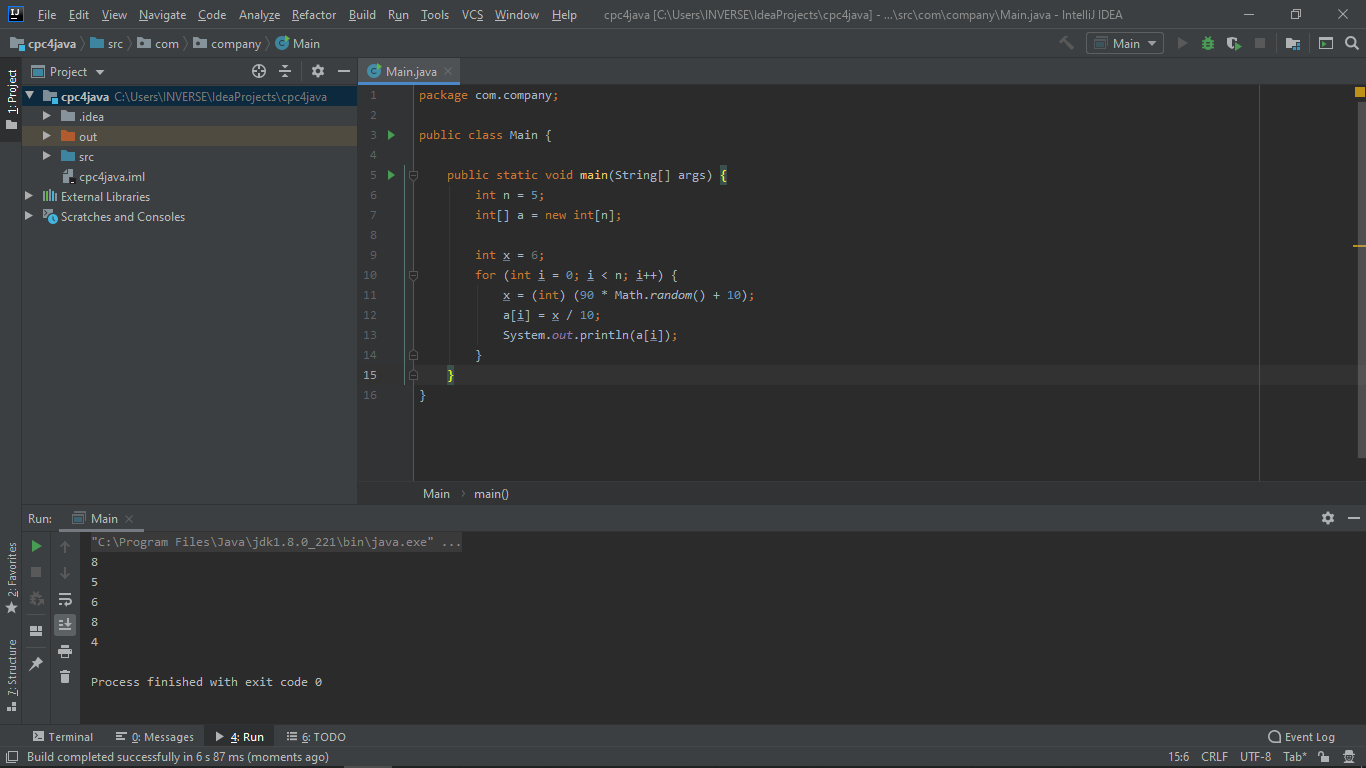 File Edit View Navigate Code Analyze Refactor Build Run Tools VCS Window Help cpc4java [C:\Users\INVERSE\IdeaProjects\cpc4java] - ...\src\com\company\Main.java - IntelliJ IDEA
cpc4java src com company Main Main
1: Project
Project
Main.java
cpc4java C:\Users\INVERSE\IdeaProjects\cpc4java
.idea
out
src
cpc4java.iml
External Libraries
Scratches and Consoles
1 package com.company;
2
3 public class Main {
4
5 public static void main(String[] args) {
6 int n = 5;
7 int[] a = new int[n];
8
9 int x = 6;
10 for (int i = 0; i < n; i++) {
11 x = (int) (90 * Math.random() + 10);
12 a[i] = x / 10;
13 System.out.println(a[i]);
14 }
15 }
16 }
Main main()
Run: Main
"C:\Program Files\Java\jdk1.8.0_221\bin\java.exe" ...
8
5
6
8
4
Process finished with exit code 0
2: Favorites
7: Structure
Terminal 0: Messages 4: Run 6: TODO Event Log
Build completed successfully in 6 s 87 ms (moments ago) 15:6 CRLF UTF-8 Tab*